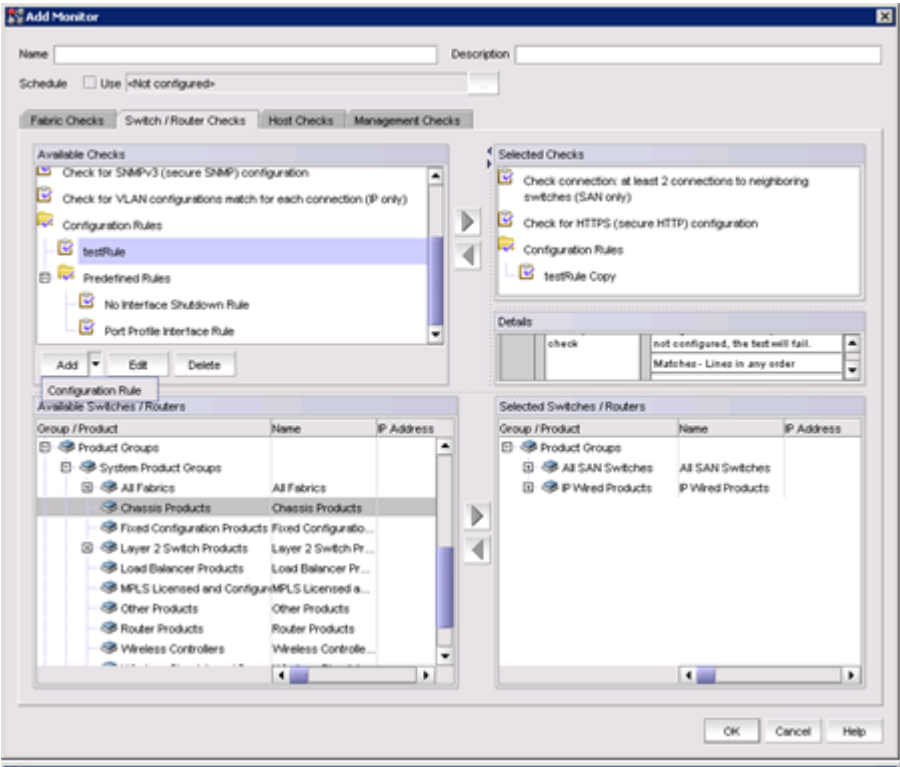 Add Monitor
Name
Description
Schedule Use <Not configured>
Fabric Checks Switch / Router Checks Host Checks Management Checks
Available Checks
Check for SNMPv3 (secure SNMP) configuration
Check for VLAN configurations match for each connection (IP only)
Configuration Rules
testRule
Predefined Rules
No Interface Shutdown Rule
Port Profile Interface Rule
Add Edit Delete
Configuration Rule
Selected Checks
Check connection: at least 2 connections to neighboring
switches (SAN only)
Check for HTTPS (secure HTTP) configuration
Configuration Rules
testRule Copy
Details
check
not configured, the test will fail.
Matches - Lines in any order
Available Switches / Routers
Group / Product Name IP Address
Product Groups
System Product Groups
All Fabrics All Fabrics
Chassis Products Chassis Products
Fixed Configuration Products Fixed Configuratio...
Layer 2 Switch Products Layer 2 Switch Pr...
Load Balancer Products Load Balancer Pr...
MPLS Licensed and Configure MPLS Licensed a...
Other Products Other Products
Router Products Router Products
Wireless Controllers Wireless Controlle...
Selected Switches / Routers
Group / Product Name IP Address
Product Groups
All SAN Switches All SAN Switches
IP Wired Products IP Wired Products
OK Cancel Help